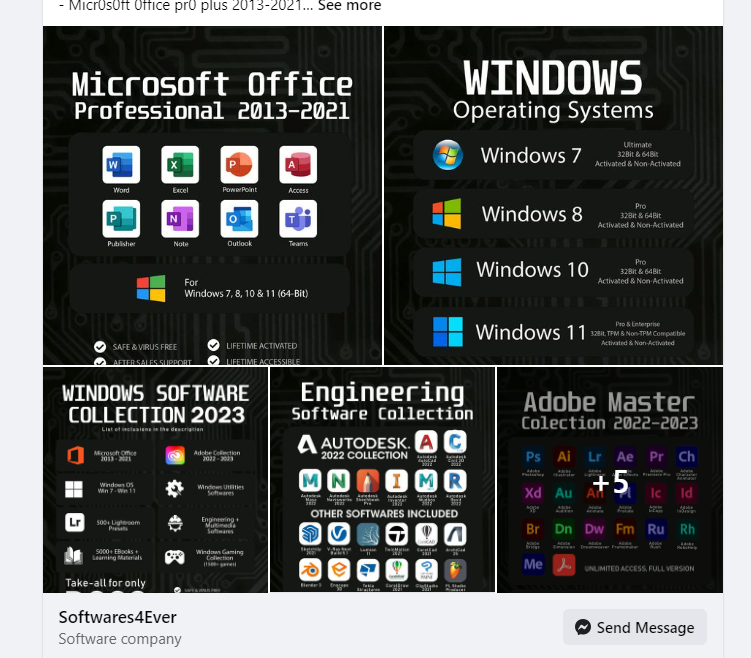 - Micr0s0ft 0ffice pr0 plus 2013-2021... See more
Microsoft Office
Professional 2013-2021
Word
Excel
PowerPoint
Access
Publisher
Note
Outlook
Teams
For
Windows 7, 8, 10 & 11 (64-Bit)
SAFE & VIRUS FREE
LIFETIME ACTIVATED
AFTER SALES SUPPORT
LIFETIME ACCESSIBLE
WINDOWS
Operating Systems
Windows 7
Ultimate
32Bit & 64Bit
Activated & Non-Activated
Windows 8
Pro
32Bit & 64Bit
Activated & Non-Activated
Windows 10
Pro
32Bit & 64Bit
Activated & Non-Activated
Windows 11
Pro & Enterprise
32Bit, TPM & Non-TPM Compatible
Activated & Non-Activated
WINDOWS SOFTWARE
COLLECTION 2023
List of inclusions in the description
Microsoft Office
2013 - 2021
Adobe Collection
2022 - 2023
Windows OS
Win 7 - Win 11
Windows Utilities
Softwares
Lr
500+ Lightroom
Presets
Engineering +
Multimedia
Softwares
5000+ EBooks +
Learning Materials
Windows Gaming
Collection
(1500+ games)
Take-all for only
Engineering
Software Collection
AUTODESK.
2022 COLLECTION
OTHER SOFTWARES INCLUDED
Adobe Master
Colection 2022-2023
+5
Ps
Ai
Lr
Ae
Pr
Ch
Xd
Au
An
Ic
Id
Br
Dn
Dw
Fm
Ru
Rh
Me
UNLIMITED ACCESS, FULL VERSION
Softwares4Ever
Software company
Send Message